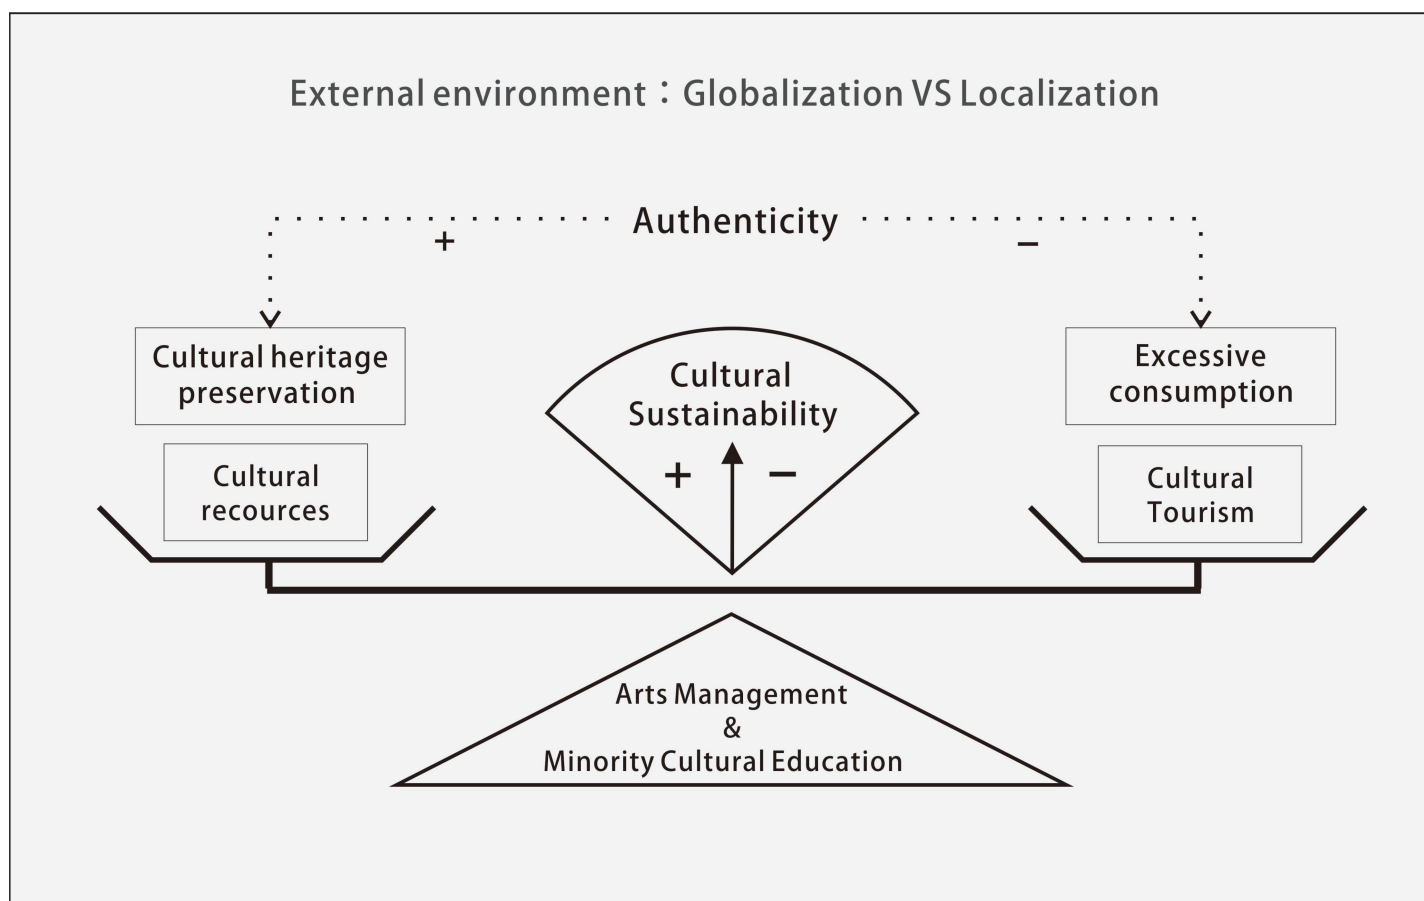 External environment：Globalization VS Localization
Authenticity
+
−
Cultural heritage
preservation
Cultural
recources
Cultural
Sustainability
+ −
Excessive
consumption
Cultural
Tourism
Arts Management
&
Minority Cultural Education